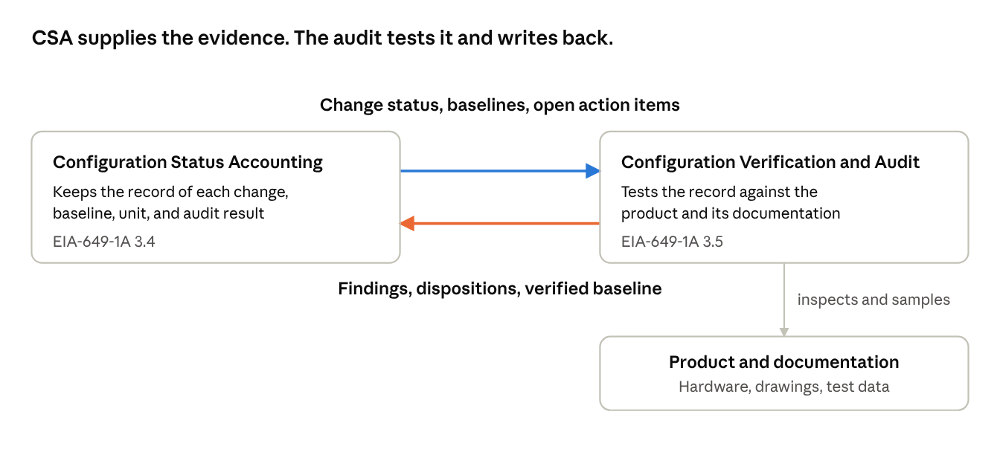 CSA supplies the evidence. The audit tests it and writes back.
Change status, baselines, open action items
Configuration Status Accounting
Keeps the record of each change,
baseline, unit, and audit result
EIA-649-1A 3.4
Configuration Verification and Audit
Tests the record against the
product and its documentation
EIA-649-1A 3.5
Findings, dispositions, verified baseline
inspects and samples
Product and documentation
Hardware, drawings, test data